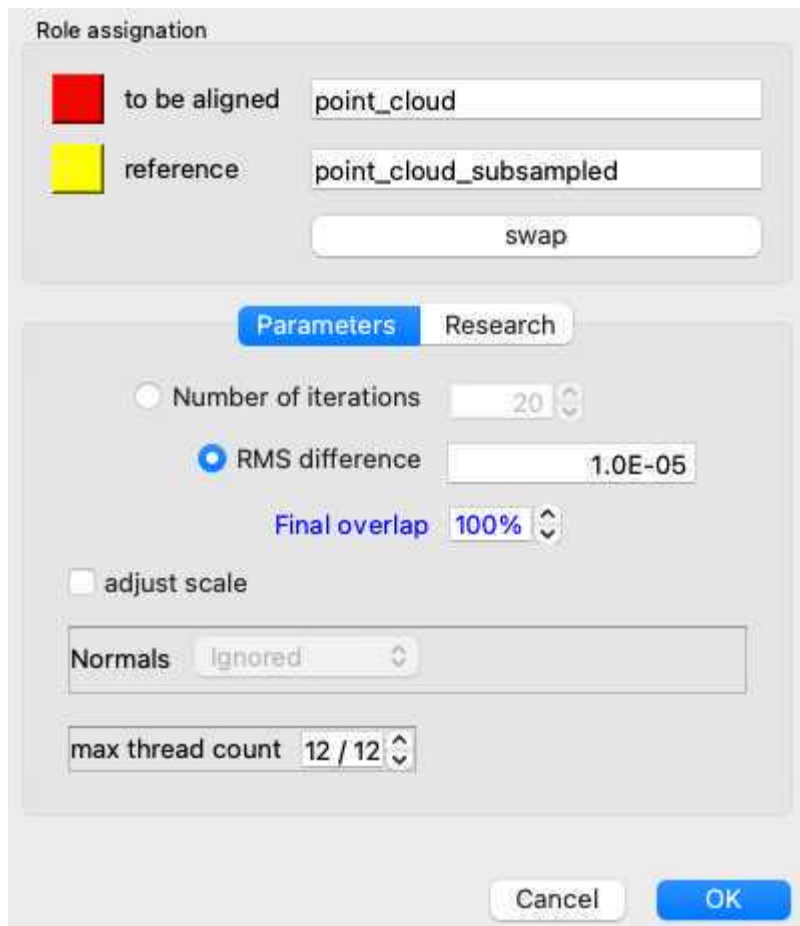 Role assignation
to be aligned point_cloud
reference point_cloud_subsampled
swap
Parameters Research
Number of iterations 20
RMS difference 1.0E-05
Final overlap 100%
adjust scale
Normals Ignored
max thread count 12 / 12
Cancel OK